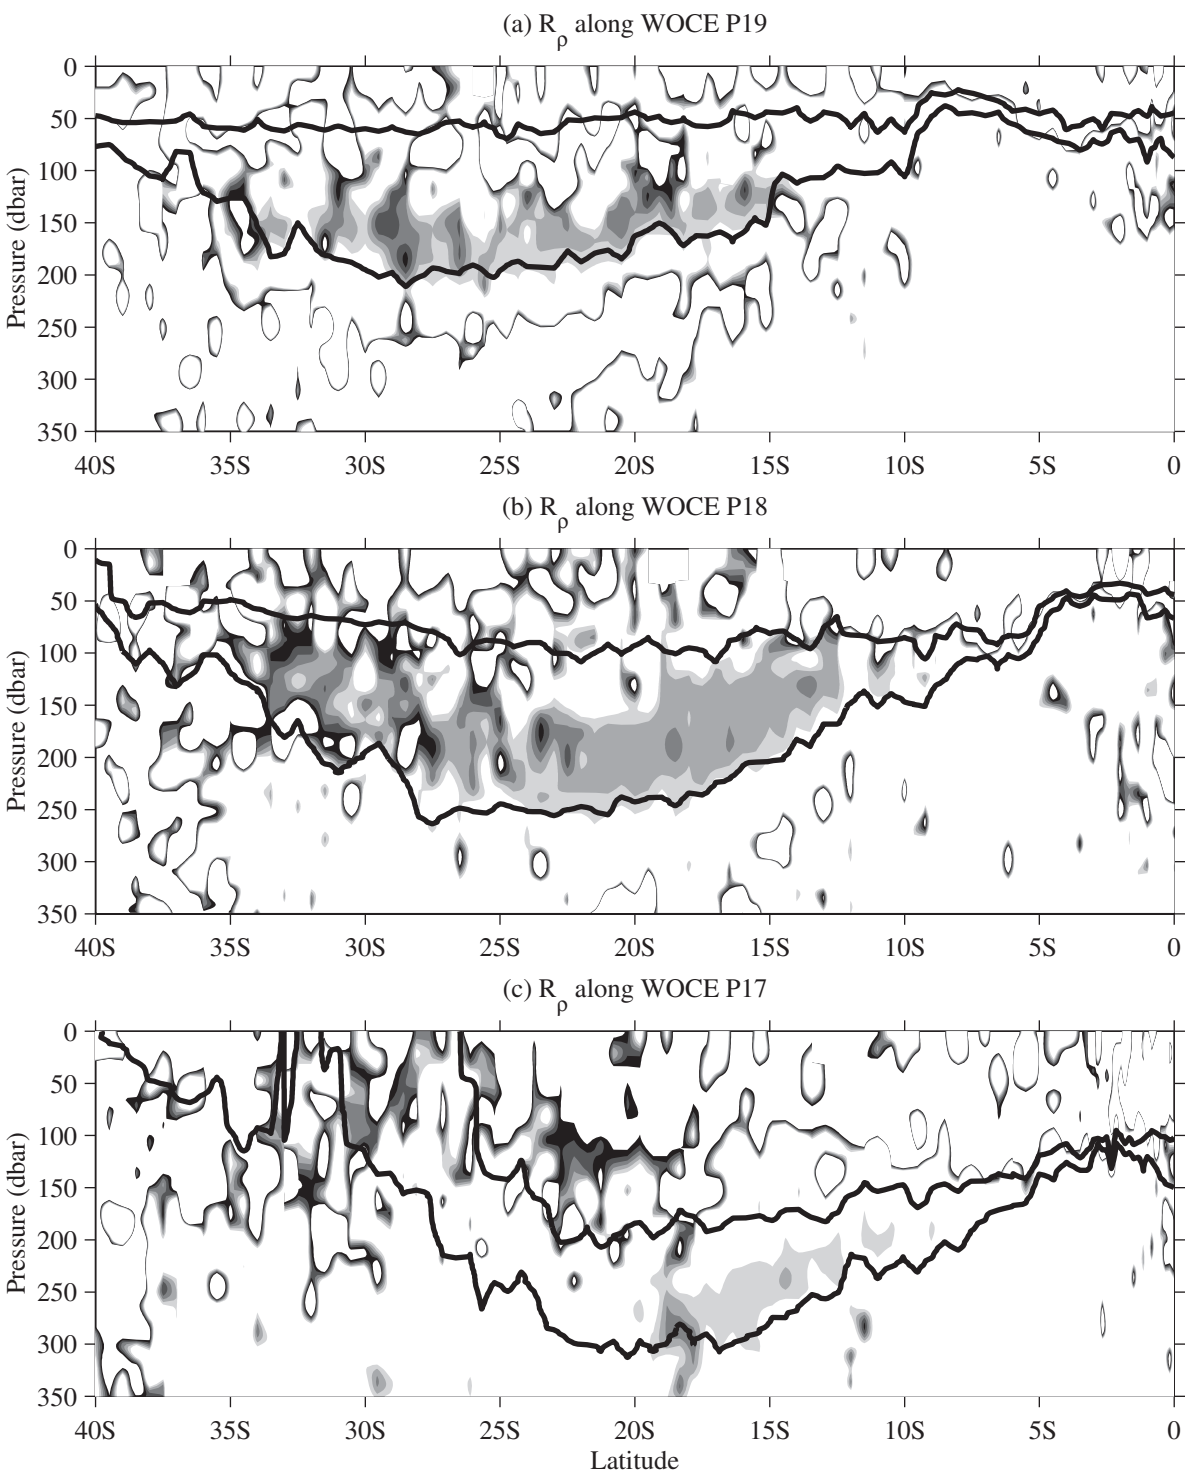 (a) Rρ along WOCE P19
0
50
100
150
200
250
300
350
Pressure (dbar)
40S 35S 30S 25S 20S 15S 10S 5S 0
(b) Rρ along WOCE P18
0
50
100
150
200
250
300
350
Pressure (dbar)
40S 35S 30S 25S 20S 15S 10S 5S 0
(c) Rρ along WOCE P17
0
50
100
150
200
250
300
350
Pressure (dbar)
40S 35S 30S 25S 20S 15S 10S 5S 0
Latitude